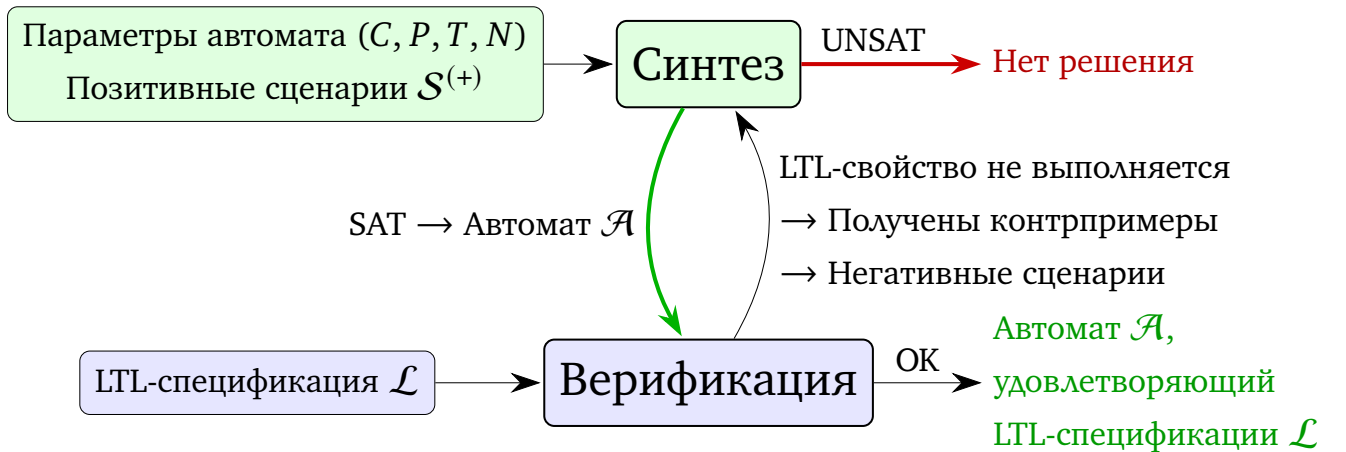 Параметры автомата (C, P, T, N)
Позитивные сценарии 𝓢⁽⁺⁾
Синтез
UNSAT
Нет решения
SAT → Автомат 𝒜
LTL-свойство не выполняется
→ Получены контрпримеры
→ Негативные сценарии
LTL-спецификация 𝓛
Верификация
OK
Автомат 𝒜,
удовлетворяющий
LTL-спецификации 𝓛